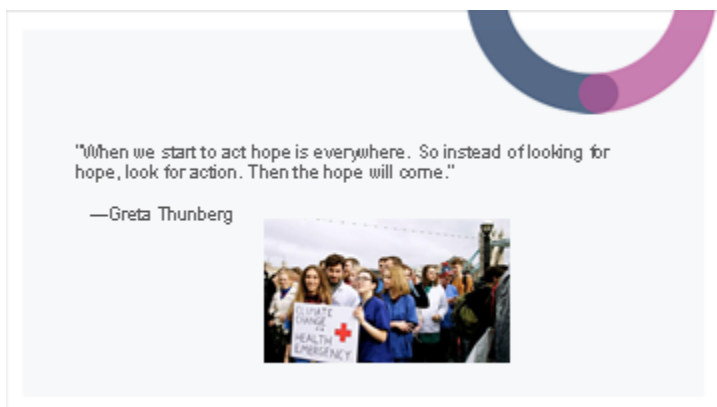 "When we start to act hope is everywhere. So instead of looking for
hope, look for action. Then the hope will come."
—Greta Thunberg
CLIMATE
CHANGE
HEALTH
EMERGENCY